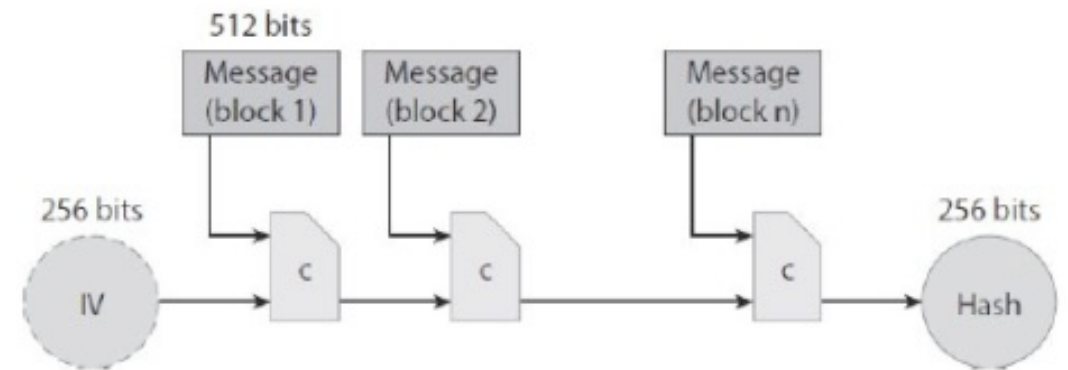 512 bits
Message
(block 1)
Message
(block 2)
Message
(block n)
256 bits
IV
c
c
c
256 bits
Hash